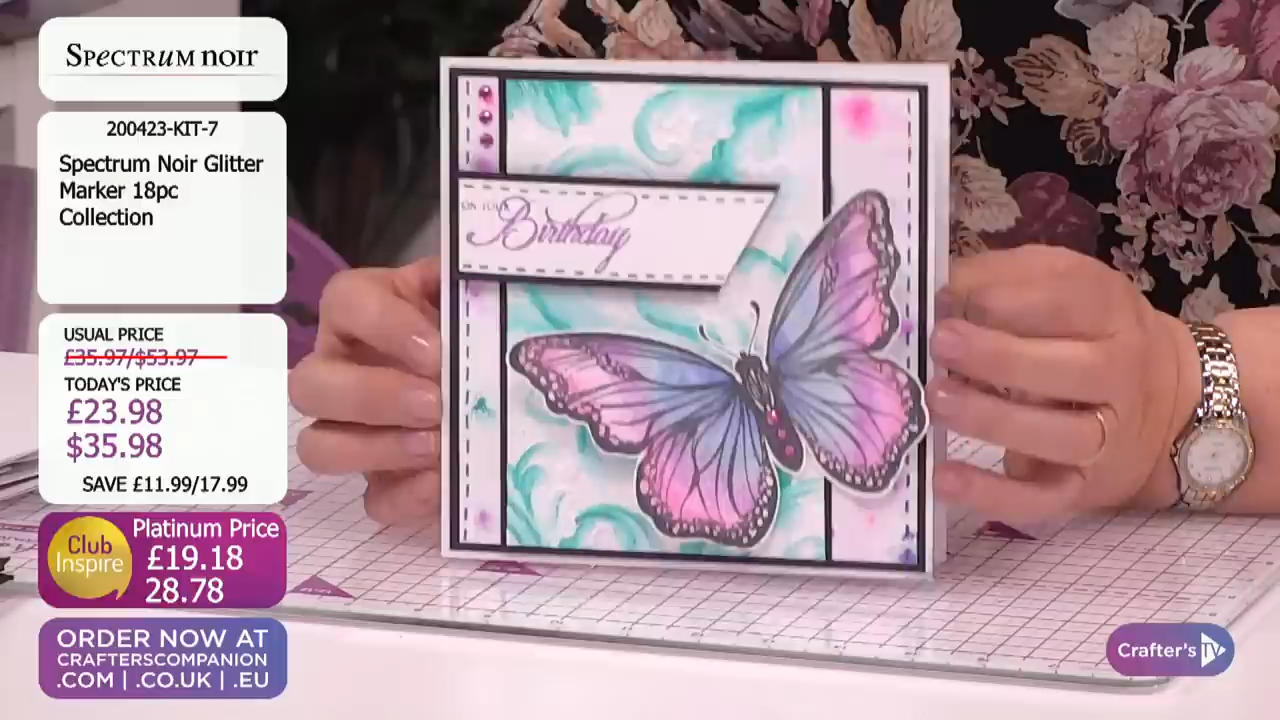 SPECTRUM NOIR
200423-KIT-7
Spectrum Noir Glitter
Marker 18pc
Collection
USUAL PRICE
£35.97/$53.97
TODAY'S PRICE
£23.98
$35.98
SAVE £11.99/17.99
Club
Inspire
Platinum Price
£19.18
28.78
ORDER NOW AT
CRAFTERSCOMPANION
.COM | .CO.UK | .EU
ON YOUR
Birthday
Crafter's TV